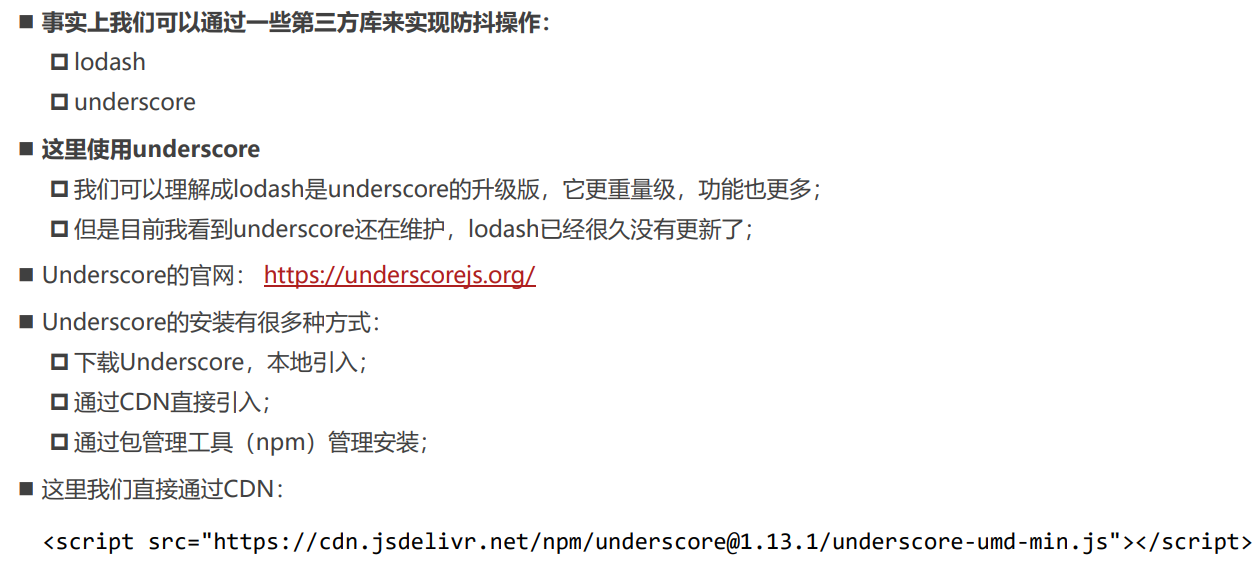 事实上我们可以通过一些第三方库来实现防抖操作：
lodash
underscore
这里使用underscore
我们可以理解成lodash是underscore的升级版，它更重量级，功能也更多；
但是目前我看到underscore还在维护，lodash已经很久没有更新了；
Underscore的官网： https://underscorejs.org/
Underscore的安装有很多种方式：
下载Underscore，本地引入；
通过CDN直接引入；
通过包管理工具（npm）管理安装；
这里我们直接通过CDN：
<script src="https://cdn.jsdelivr.net/npm/underscore@1.13.1/underscore-umd-min.js"></script>